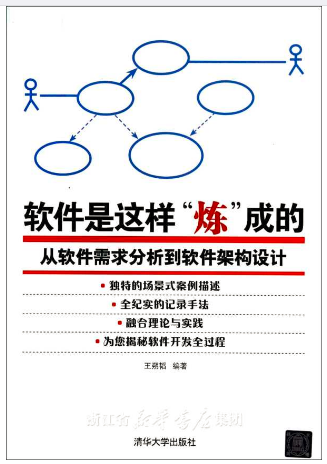 软件是这样“炼”成的
从软件需求分析到软件架构设计
• 独特的场景式案例描述
• 全纪实的记录手法
• 融合理论与实践
• 为您揭秘软件开发全过程
王朔韬 编著
浙江省新华书店集团
清华大学出版社